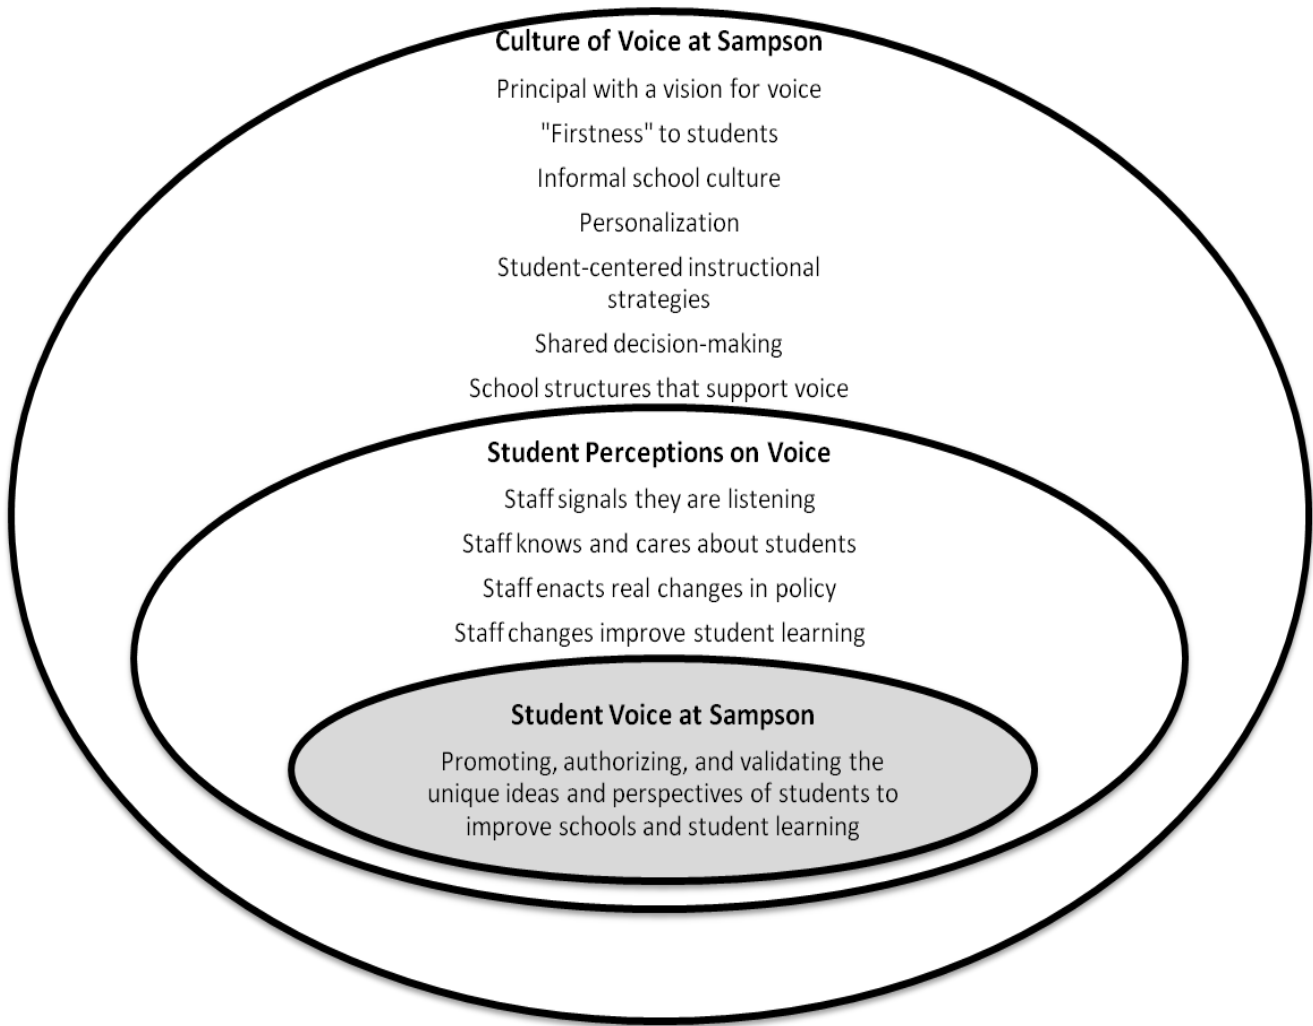 Culture of Voice at Sampson
Principal with a vision for voice
"Firstness" to students
Informal school culture
Personalization
Student-centered instructional
strategies
Shared decision-making
School structures that support voice
Student Perceptions on Voice
Staff signals they are listening
Staff knows and cares about students
Staff enacts real changes in policy
Staff changes improve student learning
Student Voice at Sampson
Promoting, authorizing, and validating the
unique ideas and perspectives of students to
improve schools and student learning